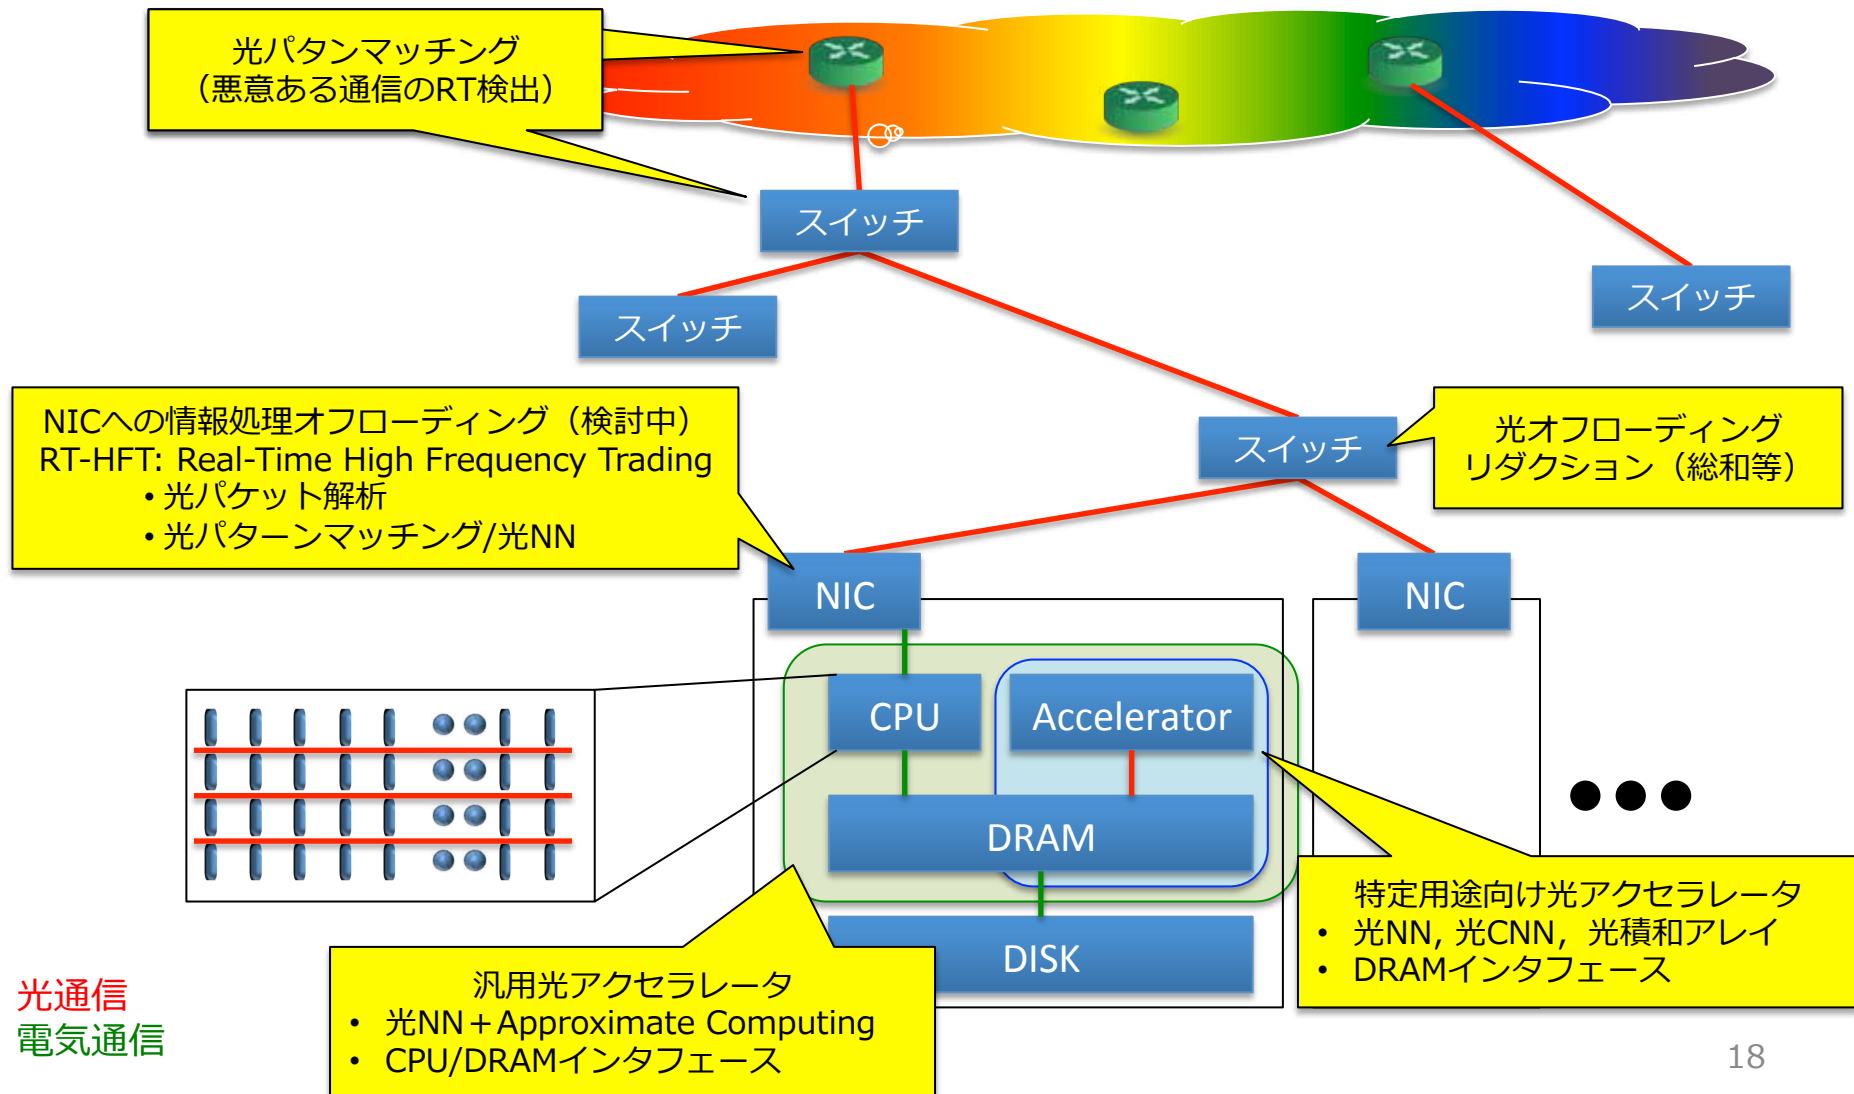 光パタンマッチング
（悪意ある通信のRT検出）
スイッチ
スイッチ
スイッチ
NICへの情報処理オフローディング（検討中）
RT-HFT: Real-Time High Frequency Trading
• 光パケット解析
• 光パターンマッチング/光NN
スイッチ
光オフローディング
リダクション（総和等）
NIC
NIC
CPU
Accelerator
DRAM
DISK
特定用途向け光アクセラレータ
• 光NN, 光CNN, 光積和アレイ
• DRAMインタフェース
汎用光アクセラレータ
• 光NN＋Approximate Computing
• CPU/DRAMインタフェース
光通信
電気通信
18